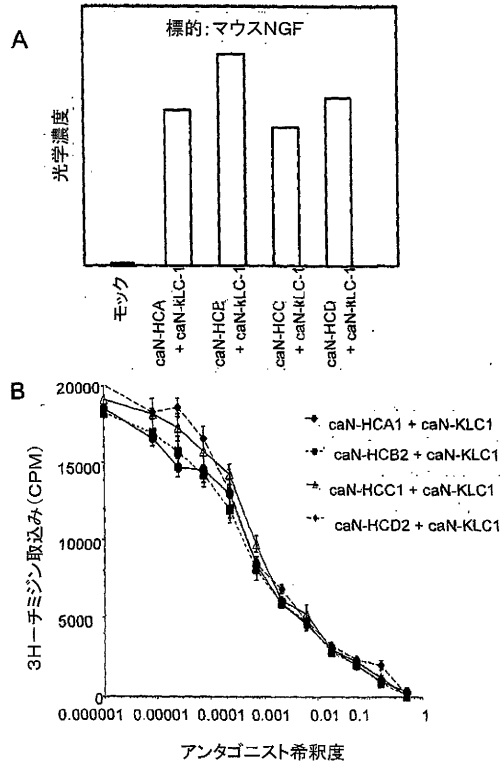 A
標的:マウスNGF
光学濃度
モック
caN-HCA
+ caN-kLC-1
caN-HCB
+ caN-kLC-1
caN-HCC
+ caN-kLC-1
caN-HCD
+ caN-kLC-1
B
20000
15000
10000
5000
0
3H-チミジン取込み(CPM)
caN-HCA1 + caN-KLC1
caN-HCB2 + caN-KLC1
caN-HCC1 + caN-KLC1
caN-HCD2 + caN-KLC1
0.000001 0.00001 0.0001 0.001 0.01 0.1 1
アンタゴニスト希釈度